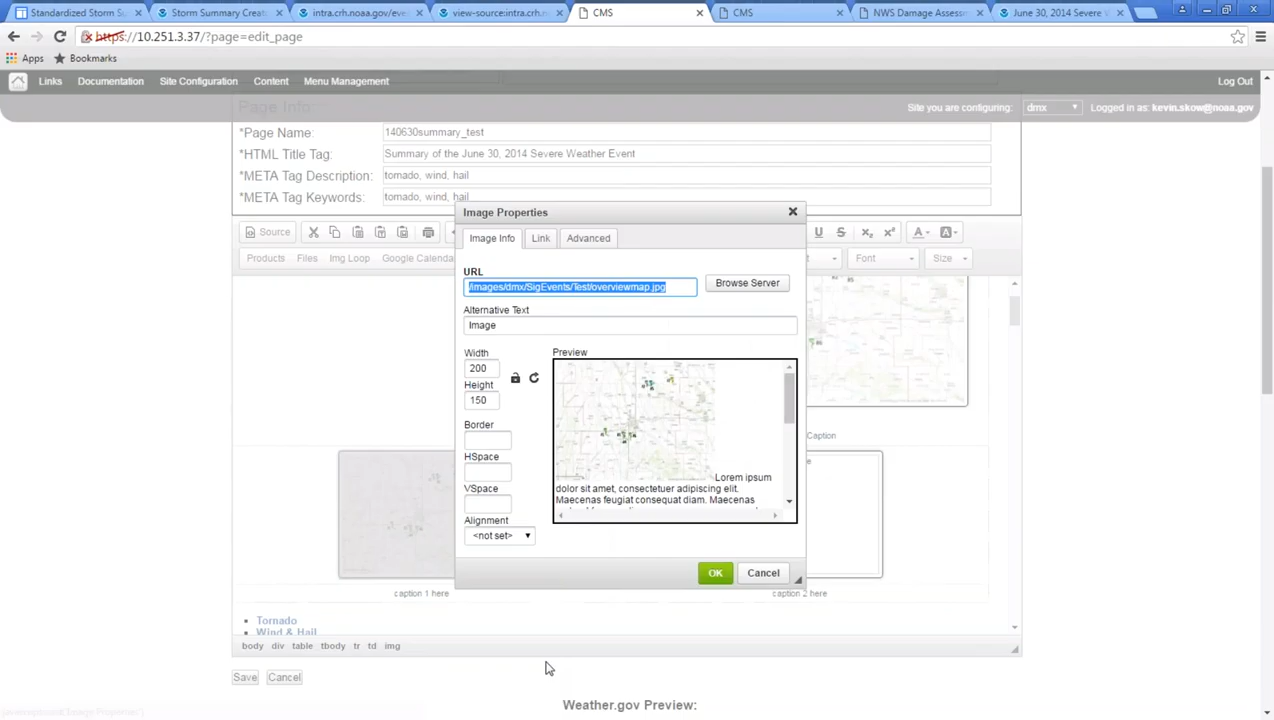 Standardized Storm Su
Storm Summary Creato
intra.crh.noaa.gov/eve
view-source:intra.crh.n
CMS
CMS
NWS Damage Assessm
June 30, 2014 Severe W
https://10.251.3.37/?page=edit_page
Apps Bookmarks
Links Documentation Site Configuration Content Menu Management Log Out
Page Info:
Site you are configuring: dmx Logged in as: kevin.skow@noaa.gov
*Page Name: 140630summary_test
*HTML Title Tag: Summary of the June 30, 2014 Severe Weather Event
*META Tag Description: tornado, wind, hail
*META Tag Keywords: tornado, wind, hail
Image Properties
Source
Image Info Link Advanced
Products Files Img Loop Google Calenda Font Size
URL
/images/dmx/SigEvents/Test/overviewmap.jpg Browse Server
Alternative Text
Image
Width
200
Height
150
Preview
Border
HSpace
VSpace
Alignment
<not set>
Lorem ipsum
dolor sit amet, consectetuer adipiscing elit.
Maecenas feugiat consequat diam. Maecenas
Caption
OK Cancel
caption 1 here caption 2 here
Tornado
Wind & Hail
body div table tbody tr td img
Save Cancel
Weather.gov Preview: